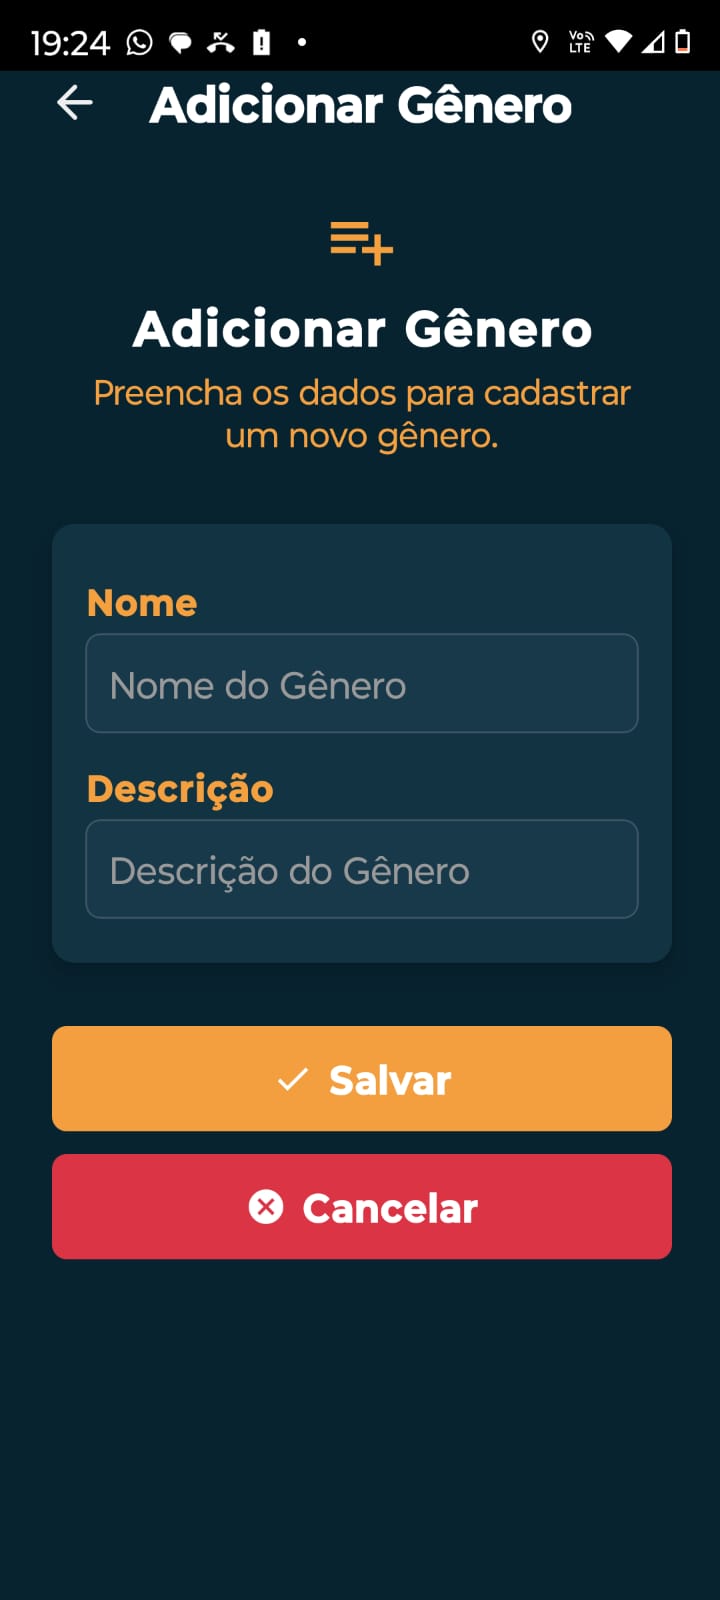 19:24
Vo LTE
Adicionar Gênero
Adicionar Gênero
Preencha os dados para cadastrar
um novo gênero.
Nome
Nome do Gênero
Descrição
Descrição do Gênero
Salvar
Cancelar